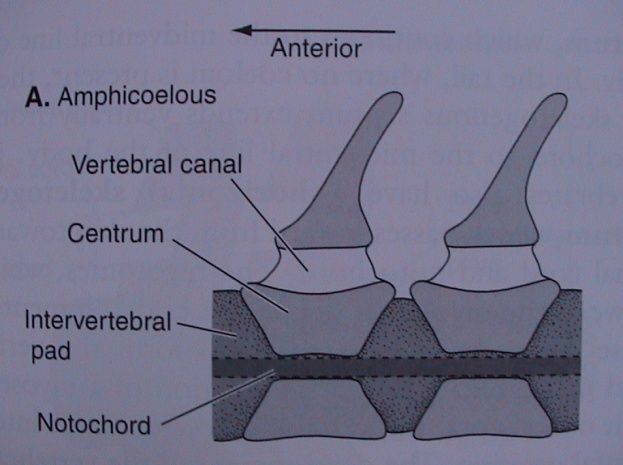 Anterior
A. Amphicoelous
Vertebral canal
Centrum
Intervertebral
pad
Notochord